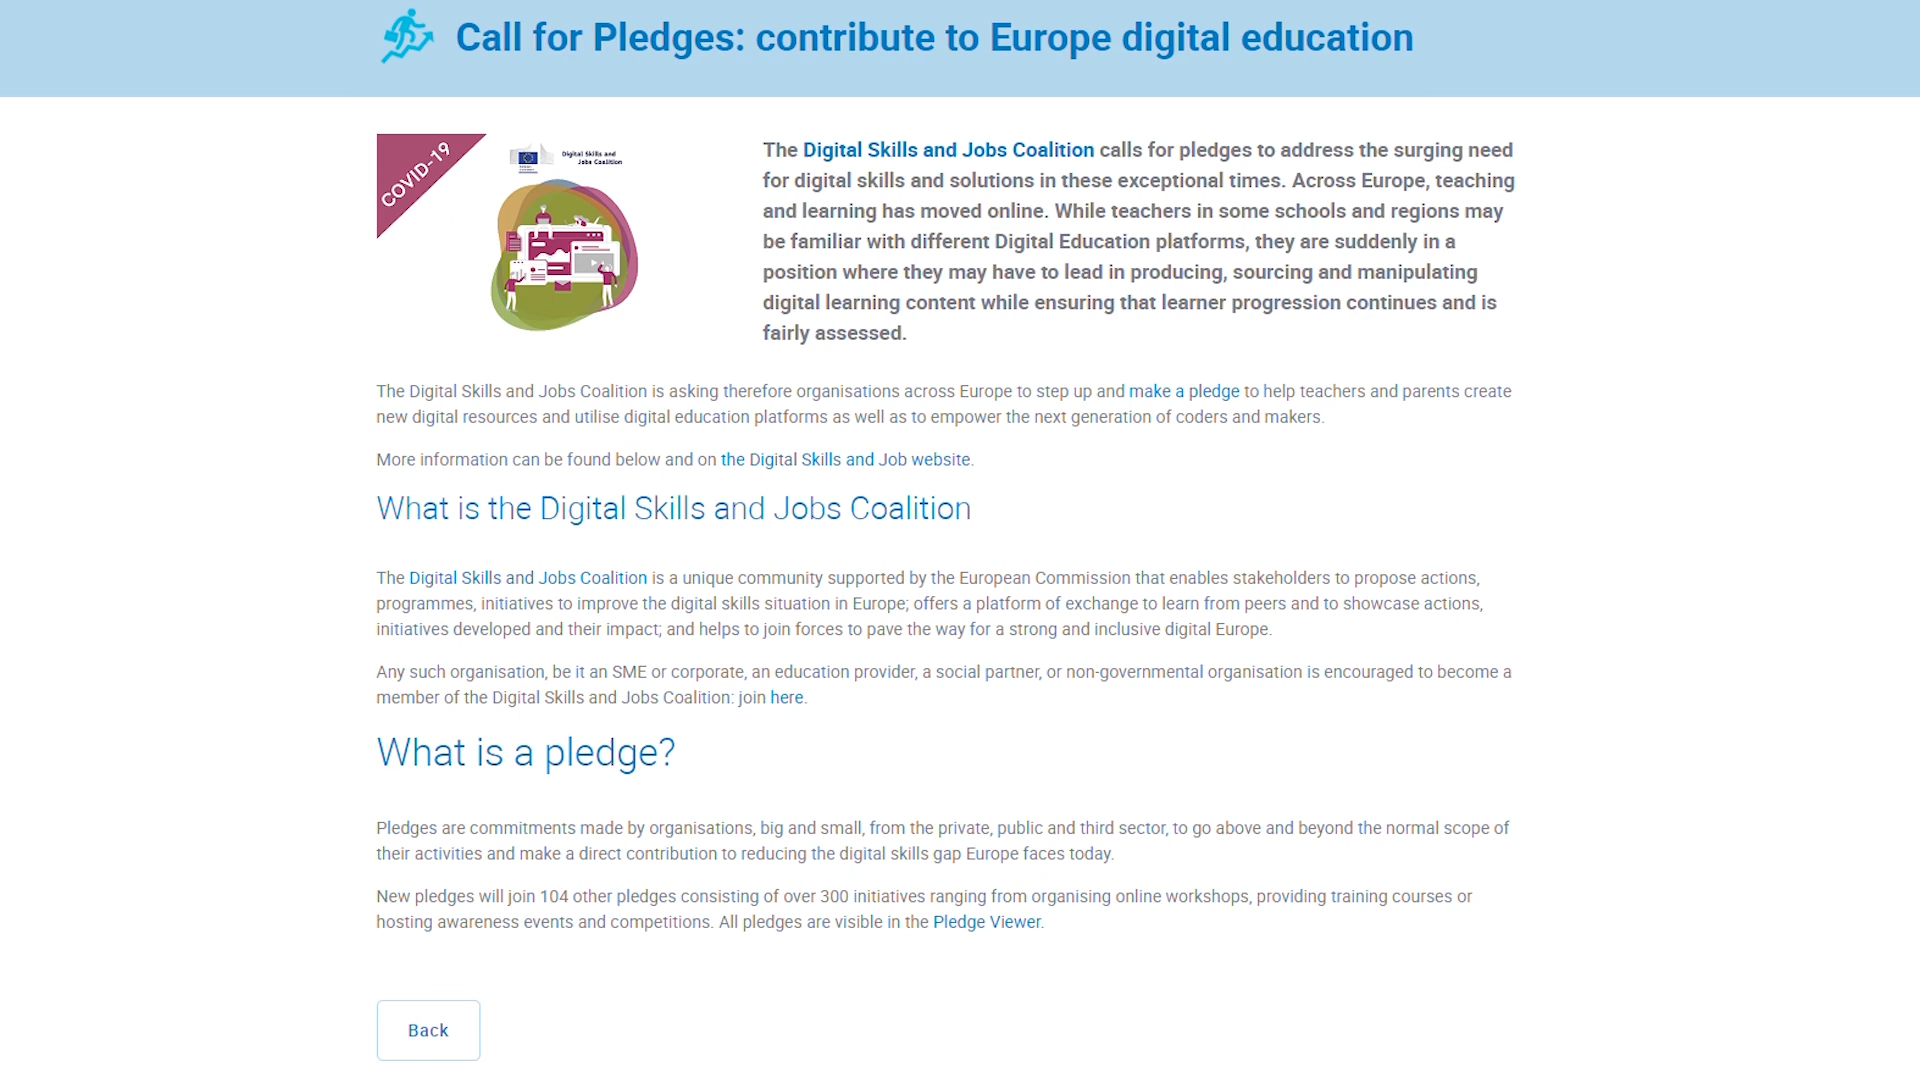 Call for Pledges: contribute to Europe digital education
COVID-19
Digital Skills and
Jobs Coalition
The Digital Skills and Jobs Coalition calls for pledges to address the surging need
for digital skills and solutions in these exceptional times. Across Europe, teaching
and learning has moved online. While teachers in some schools and regions may
be familiar with different Digital Education platforms, they are suddenly in a
position where they may have to lead in producing, sourcing and manipulating
digital learning content while ensuring that learner progression continues and is
fairly assessed.
The Digital Skills and Jobs Coalition is asking therefore organisations across Europe to step up and make a pledge to help teachers and parents create
new digital resources and utilise digital education platforms as well as to empower the next generation of coders and makers.
More information can be found below and on the Digital Skills and Job website.
What is the Digital Skills and Jobs Coalition
The Digital Skills and Jobs Coalition is a unique community supported by the European Commission that enables stakeholders to propose actions,
programmes, initiatives to improve the digital skills situation in Europe; offers a platform of exchange to learn from peers and to showcase actions,
initiatives developed and their impact; and helps to join forces to pave the way for a strong and inclusive digital Europe.
Any such organisation, be it an SME or corporate, an education provider, a social partner, or non-governmental organisation is encouraged to become a
member of the Digital Skills and Jobs Coalition: join here.
What is a pledge?
Pledges are commitments made by organisations, big and small, from the private, public and third sector, to go above and beyond the normal scope of
their activities and make a direct contribution to reducing the digital skills gap Europe faces today.
New pledges will join 104 other pledges consisting of over 300 initiatives ranging from organising online workshops, providing training courses or
hosting awareness events and competitions. All pledges are visible in the Pledge Viewer.
Back